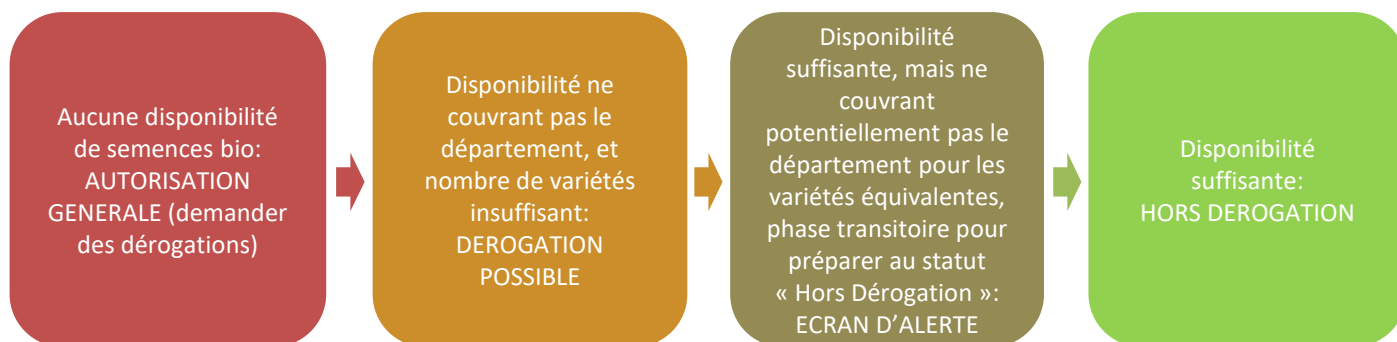 Aucune disponibilité
de semences bio:
AUTORISATION
GENERALE (demander
des dérogations)
Disponibilité ne
couvrant pas le
département, et
nombre de variétés
insuffisant:
DEROGATION
POSSIBLE
Disponibilité
suffisante, mais ne
couvrant
potentiellement pas le
département pour les
variétés équivalentes,
phase transitoire pour
préparer au statut
« Hors Dérogation »:
ECRAN D’ALERTE
Disponibilité
suffisante:
HORS DEROGATION